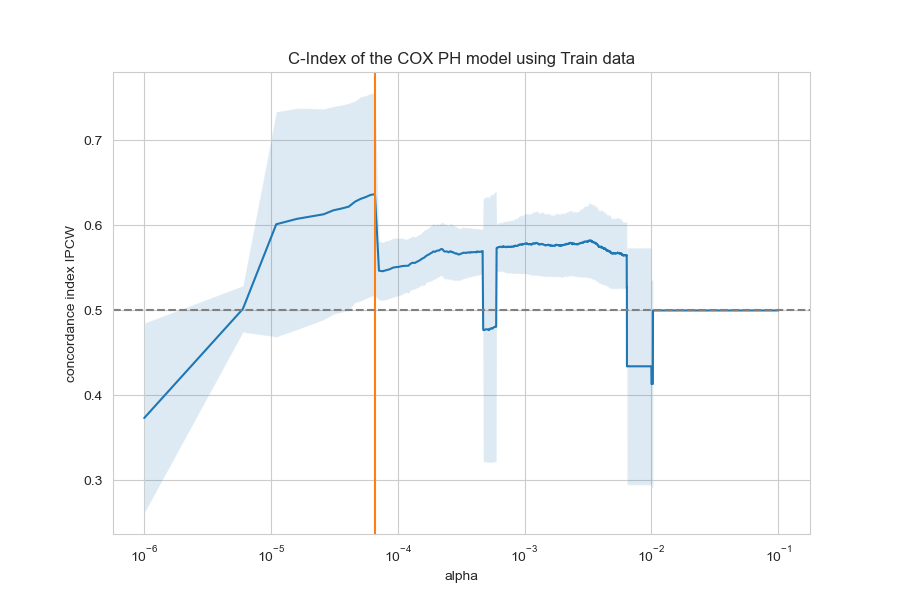 C-Index of the COX PH model using Train data
concordance index IPCW
0.7
0.6
0.5
0.4
0.3
10⁻⁶ 10⁻⁵ 10⁻⁴ 10⁻³ 10⁻² 10⁻¹
alpha